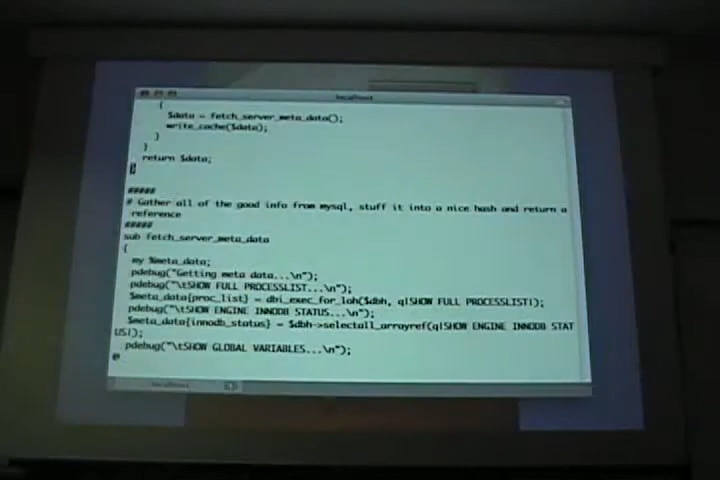 localhost
{
$data = fetch_server_meta_data();
write_cache($data);
}
}
return $data;
}
#####
# Gather all of the good info from mysql, stuff it into a nice hash and return a
reference
#####
sub fetch_server_meta_data
{
my %meta_data;
pdebug("Getting meta data...\n");
pdebug("\tSHOW FULL PROCESSLIST...\n");
$meta_data{proc_list} = dbi_exec_for_loh($dbh, q|SHOW FULL PROCESSLIST|);
pdebug("\tSHOW ENGINE INNODB STATUS...\n");
$meta_data{innodb_status} = $dbh->selectall_arrayref(q|SHOW ENGINE INNODB STAT
US|);
pdebug("\tSHOW GLOBAL VARIABLES...\n");
@
localhost